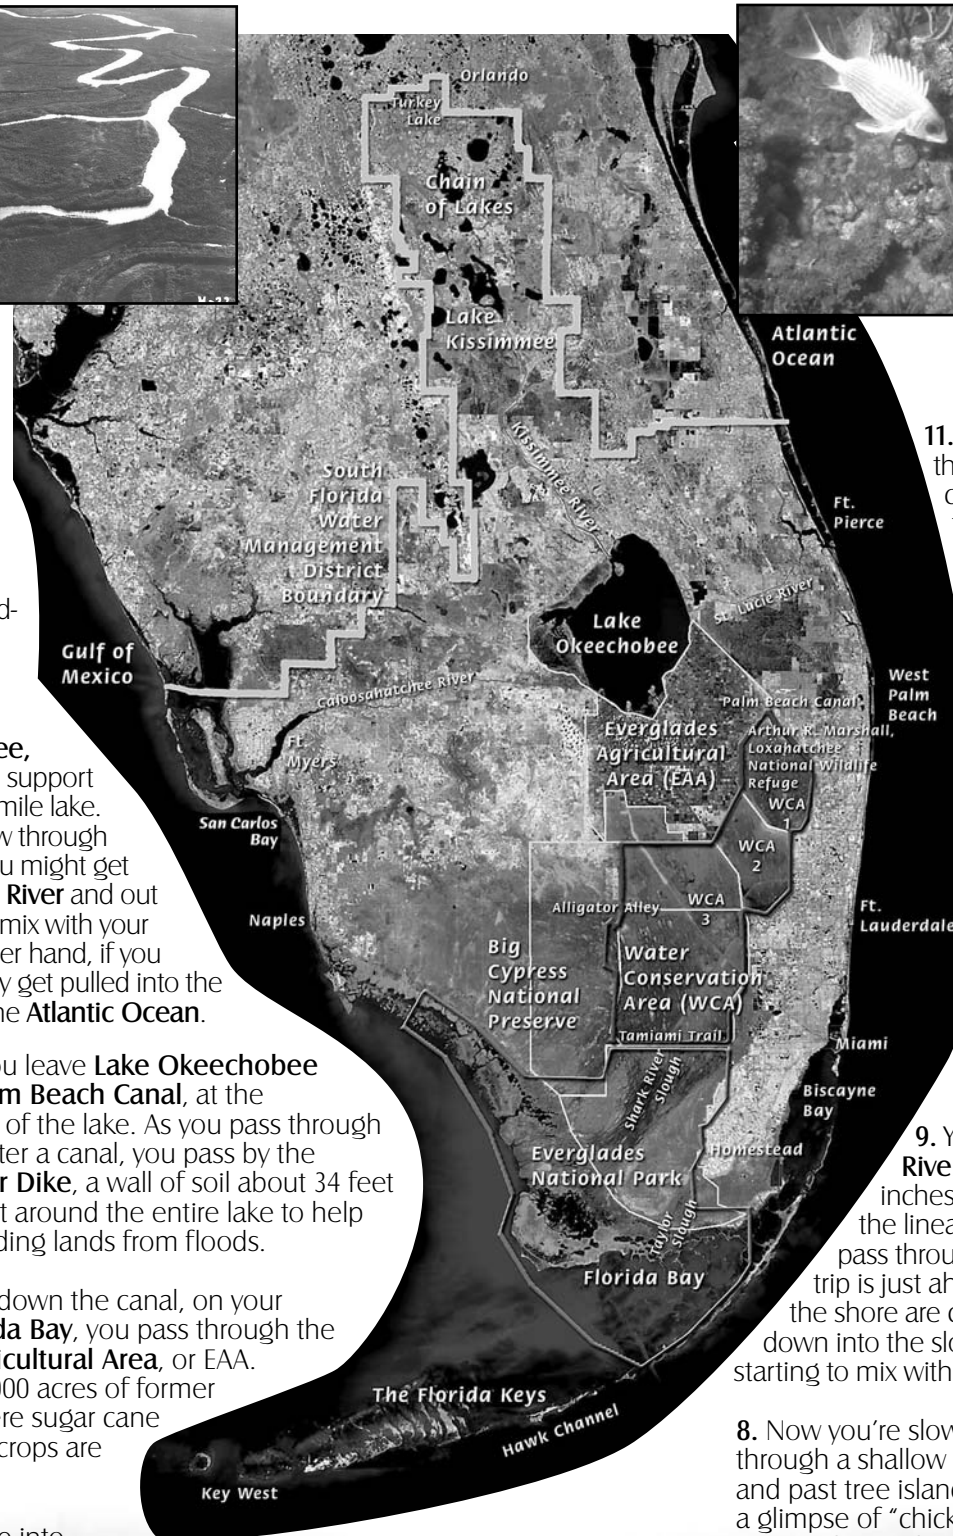 H-22
Orlando
Turkey
Lake
Chain
of Lakes
Lake
Kissimmee
Atlantic
Ocean
Kissimmee River
South
Florida
Water
Management
District
Boundary
Ft.
Pierce
St. Lucie River
Lake
Okeechobee
Gulf of
Mexico
Caloosahatchee River
West
Palm
Beach
Palm Beach Canal
Everglades
Agricultural
Area (EAA)
Arthur R. Marshall,
Loxahatchee
National Wildlife
Refuge
WCA
1
Ft.
Myers
San Carlos
Bay
WCA
2
Naples
Alligator Alley
WCA
3
Ft.
Lauderdale
Big
Cypress
National
Preserve
Water
Conservation
Area (WCA)
Tamiami Trail
Miami
Shark River
Slough
Biscayne
Bay
Everglades
National Park
Homestead
Taylor
Slough
Florida Bay
The Florida Keys
Hawk Channel
Key West
d-
ee,
support
mile lake.
w through
u might get
River and out
mix with your
er hand, if you
y get pulled into the
ne Atlantic Ocean.
ou leave Lake Okeechobee
m Beach Canal, at the
of the lake. As you pass through
ter a canal, you pass by the
r Dike, a wall of soil about 34 feet
t around the entire lake to help
ding lands from floods.
down the canal, on your
da Bay, you pass through the
icultural Area, or EAA.
000 acres of former
ere sugar cane
crops are
11.
th
9. Y
Rive
inches
the linea
pass throu
trip is just ah
the shore are
down into the slo
starting to mix with
8. Now you're slow
through a shallow
and past tree island
a glimpse of "chick